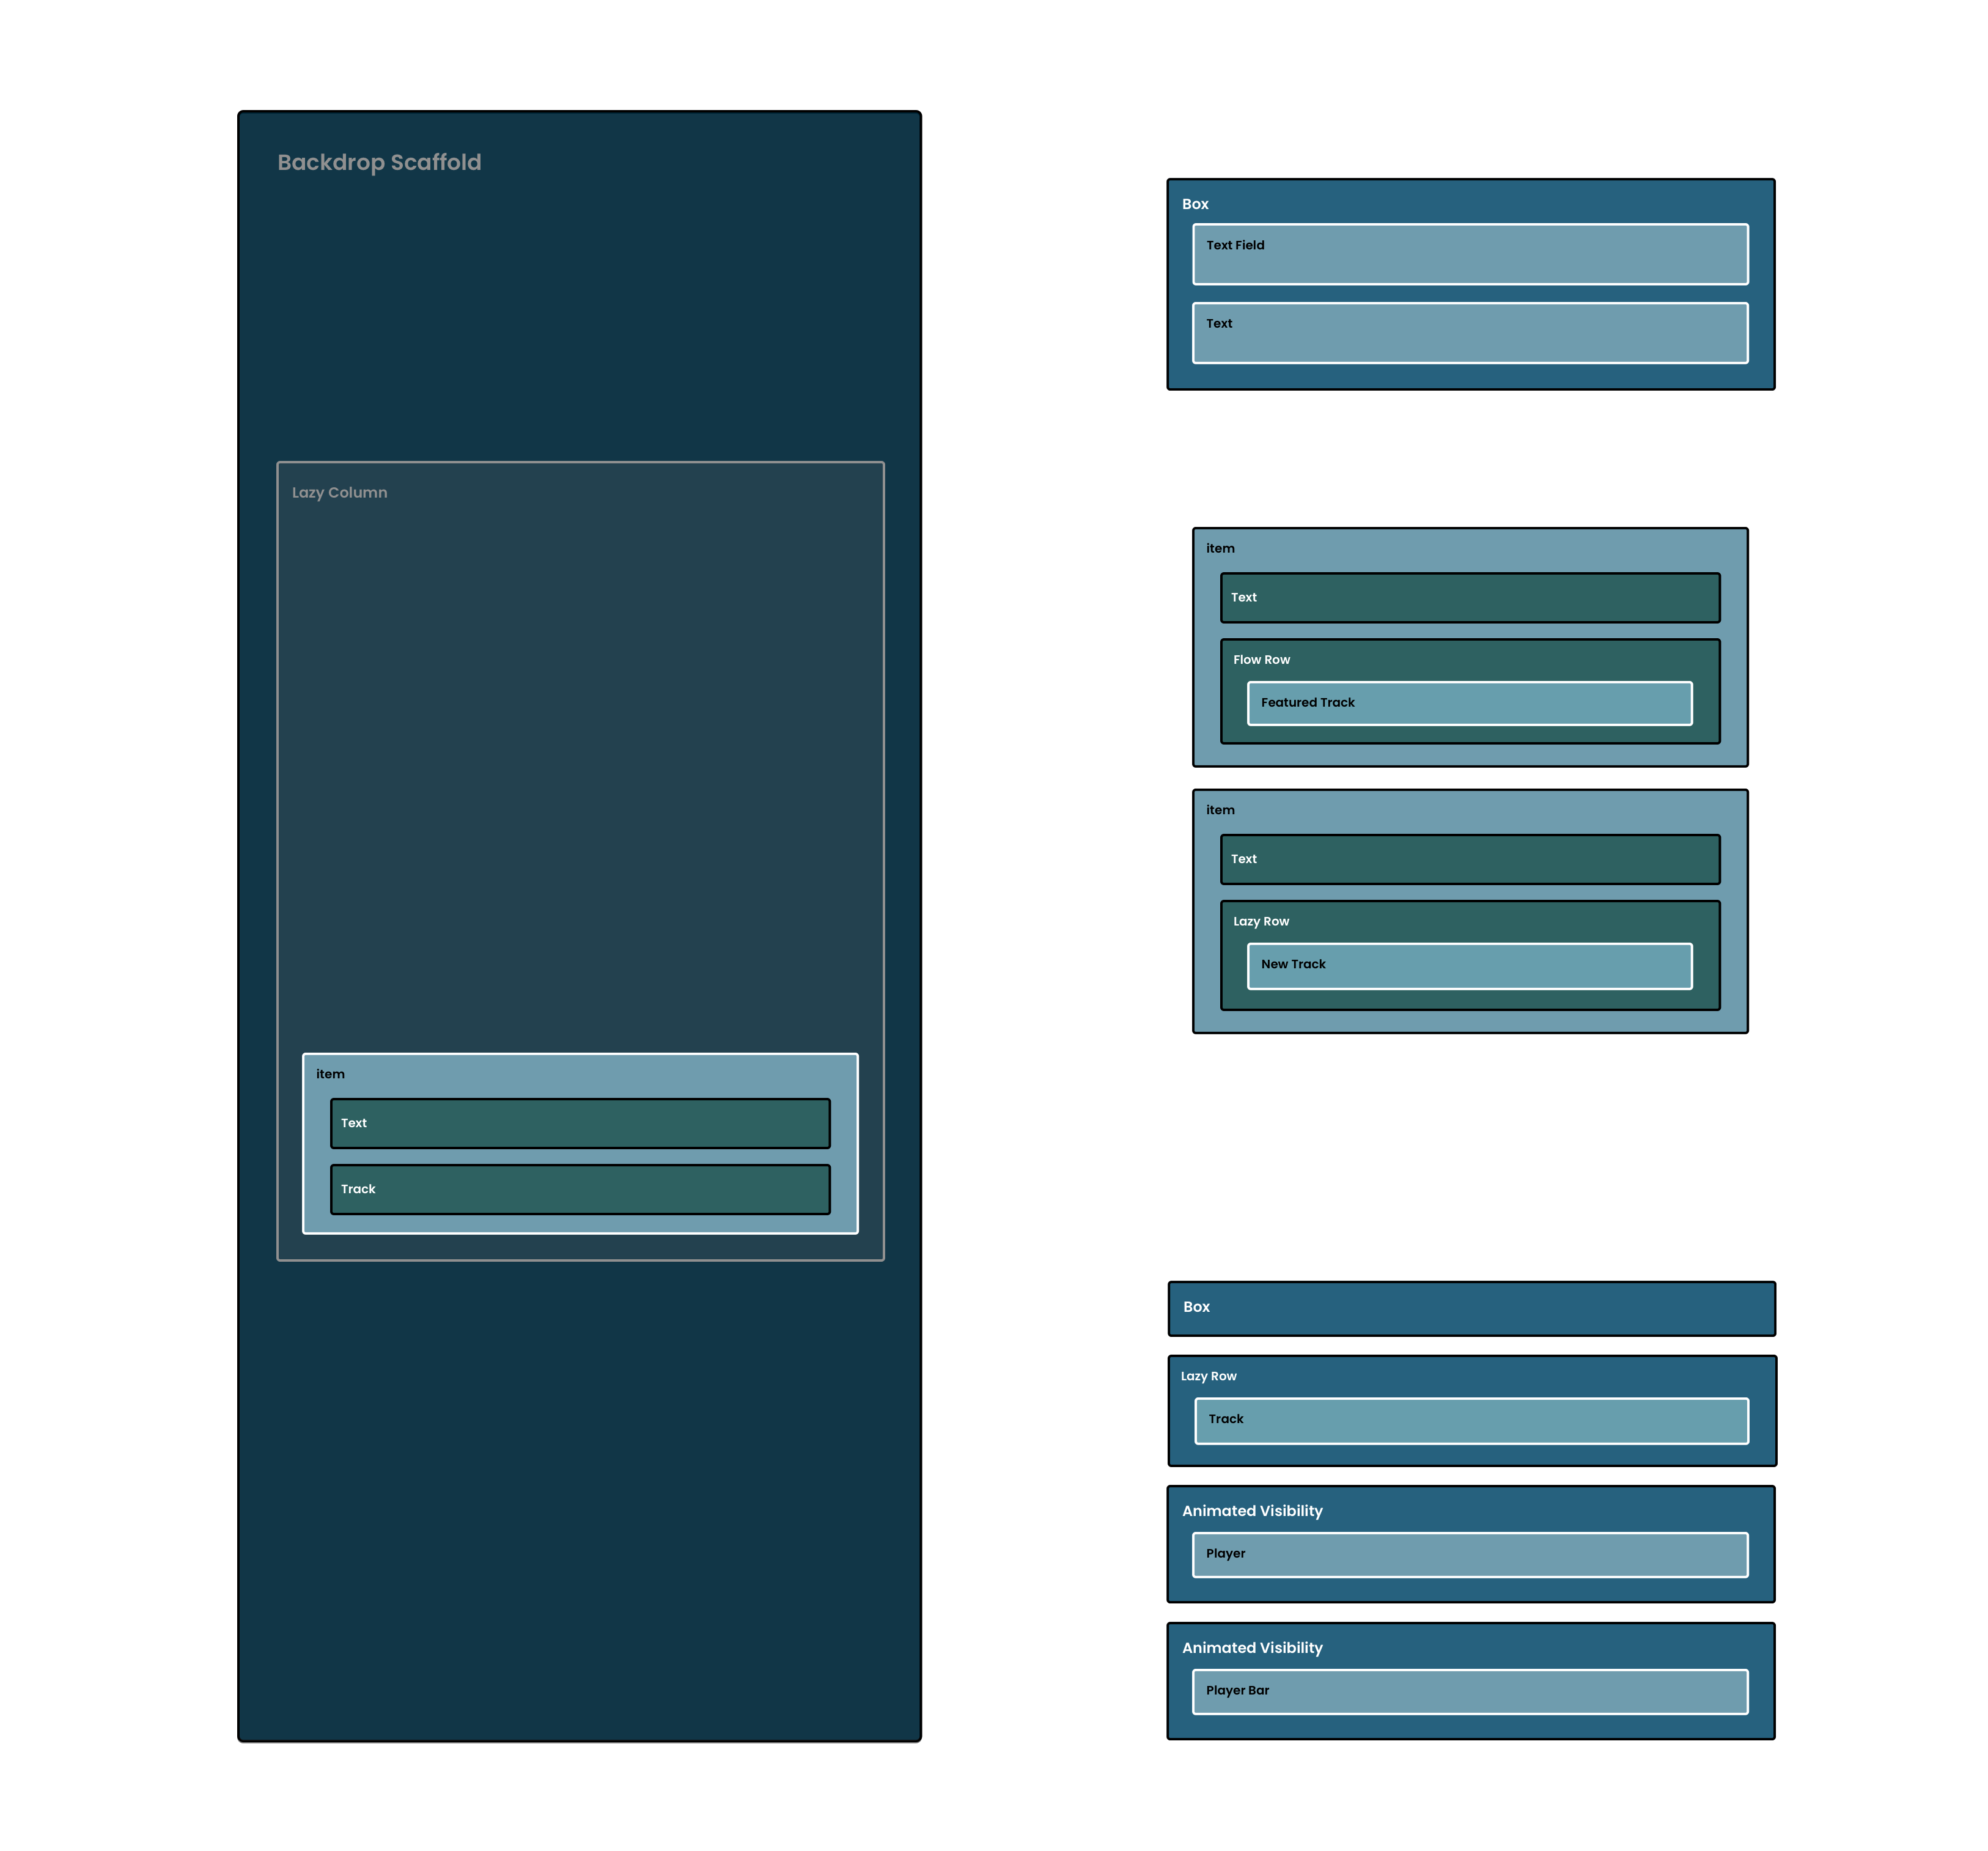 Backdrop Scaffold
Lazy Column
item
Text
Track
Box
Text Field
Text
item
Text
Flow Row
Featured Track
item
Text
Lazy Row
New Track
Box
Lazy Row
Track
Animated Visibility
Player
Animated Visibility
Player Bar